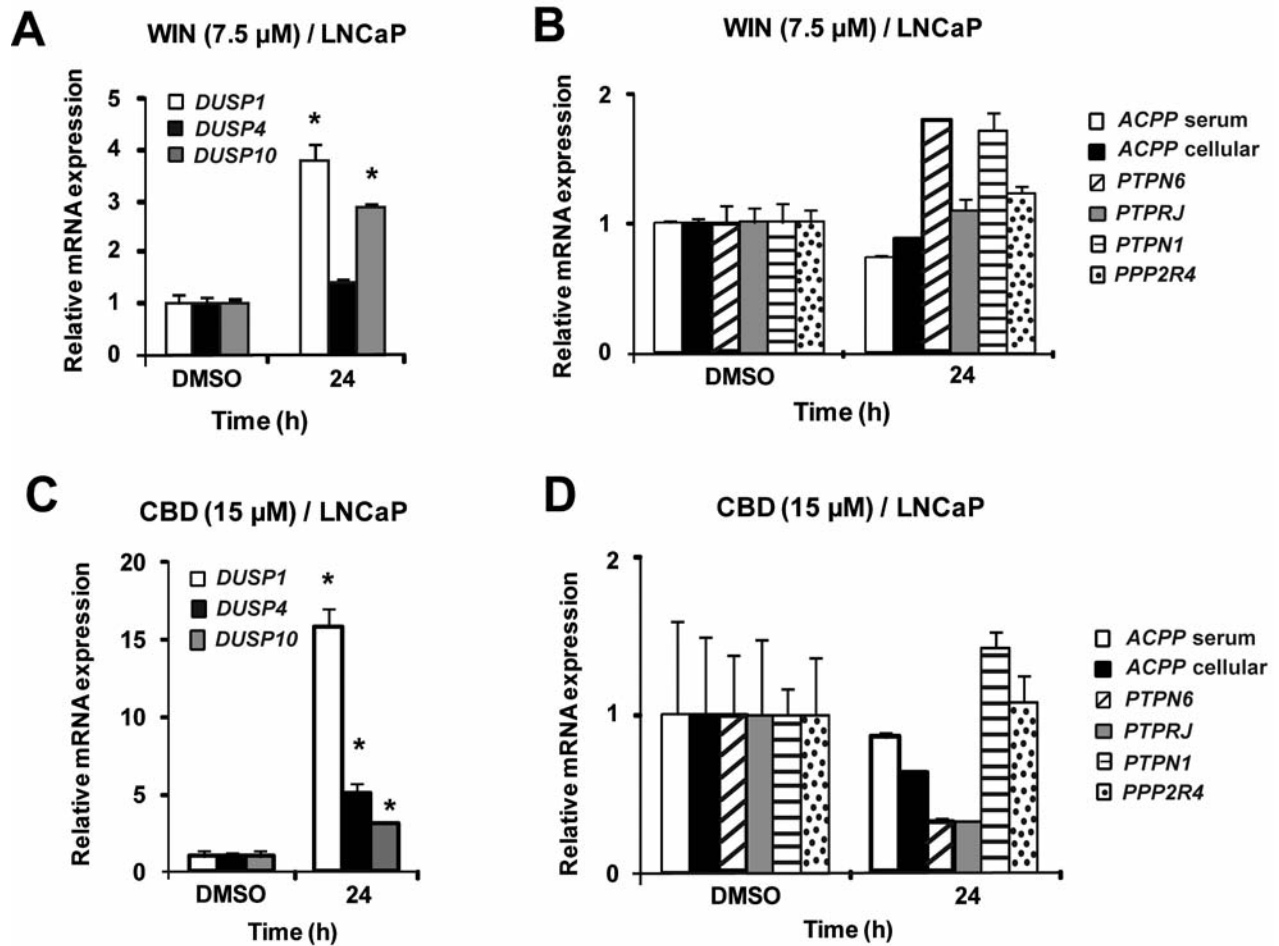 A
WIN (7.5 µM) / LNCaP
Relative mRNA expression
5
4
3
2
1
0
DUSP1
DUSP4
DUSP10
*
*
DMSO
24
Time (h)
B
WIN (7.5 µM) / LNCaP
Relative mRNA expression
2
1
0
DMSO
24
Time (h)
ACPP serum
ACPP cellular
PTPN6
PTPRJ
PTPN1
PPP2R4
C
CBD (15 µM) / LNCaP
Relative mRNA expression
20
15
10
5
0
DUSP1
DUSP4
DUSP10
*
*
*
DMSO
24
Time (h)
D
CBD (15 µM) / LNCaP
Relative mRNA expression
2
1
0
DMSO
24
Time (h)
ACPP serum
ACPP cellular
PTPN6
PTPRJ
PTPN1
PPP2R4